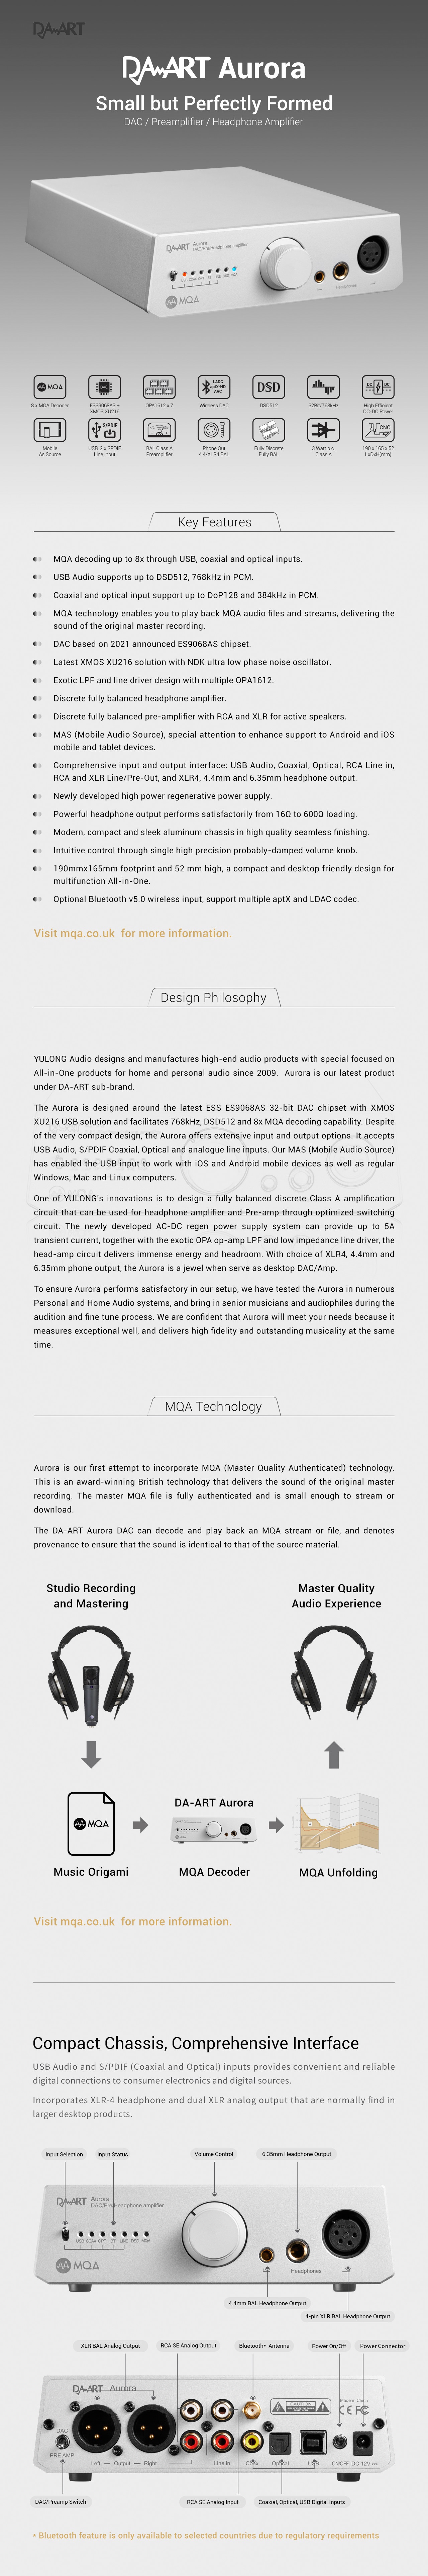 DA-ART
DA-ART Aurora
Small but Perfectly Formed
DAC / Preamplifier / Headphone Amplifier
DA-ART Aurora
DAC/Pre/Headphone amplifier
USB COAX OPT BT LINE DSD MQA
MQA
Headphones
MQA
LADC
aptX-HD
AAC
DSD
DC DC
8 x MQA Decoder
ES9068AS +
XMOS XU216
OPA1612 x 7
Wireless DAC
DSD512
32Bit/768kHz
High Efficient
DC-DC Power
S/PDIF
CNC
Mobile
As Source
USB, 2 x SPDIF
Line Input
BAL Class A
Preamplifier
Phone Out
4.4/XLR4 BAL
Fully Discrete
Fully BAL
3 Watt p.c.
Class A
190 x 165 x 52
LxDxH(mm)
Key Features
MQA decoding up to 8x through USB, coaxial and optical inputs.
USB Audio supports up to DSD512, 768kHz in PCM.
Coaxial and optical input support up to DoP128 and 384kHz in PCM.
MQA technology enables you to play back MQA audio files and streams, delivering the
sound of the original master recording.
DAC based on 2021 announced ES9068AS chipset.
Latest XMOS XU216 solution with NDK ultra low phase noise oscillator.
Exotic LPF and line driver design with multiple OPA1612.
Discrete fully balanced headphone amplifier.
Discrete fully balanced pre-amplifier with RCA and XLR for active speakers.
MAS (Mobile Audio Source), special attention to enhance support to Android and iOS
mobile and tablet devices.
Comprehensive input and output interface: USB Audio, Coaxial, Optical, RCA Line in,
RCA and XLR Line/Pre-Out, and XLR4, 4.4mm and 6.35mm headphone output.
Newly developed high power regenerative power supply.
Powerful headphone output performs satisfactorily from 16Ω to 600Ω loading.
Modern, compact and sleek aluminum chassis in high quality seamless finishing.
Intuitive control through single high precision probably-damped volume knob.
190mmx165mm footprint and 52 mm high, a compact and desktop friendly design for
multifunction All-in-One.
Optional Bluetooth v5.0 wireless input, support multiple aptX and LDAC codec.
Visit mqa.co.uk for more information.
Design Philosophy
YULONG Audio designs and manufactures high-end audio products with special focused on
All-in-One products for home and personal audio since 2009. Aurora is our latest product
under DA-ART sub-brand.
The Aurora is designed around the latest ESS ES9068AS 32-bit DAC chipset with XMOS
XU216 USB solution and facilitates 768kHz, DSD512 and 8x MQA decoding capability. Despite
of the very compact design, the Aurora offers extensive input and output options. It accepts
USB Audio, S/PDIF Coaxial, Optical and analogue line inputs. Our MAS (Mobile Audio Source)
has enabled the USB input to work with iOS and Android mobile devices as well as regular
Windows, Mac and Linux computers.
One of YULONG's innovations is to design a fully balanced discrete Class A amplification
circuit that can be used for headphone amplifier and Pre-amp through optimized switching
circuit. The newly developed AC-DC regen power supply system can provide up to 5A
transient current, together with the exotic OPA op-amp LPF and low impedance line driver, the
head-amp circuit delivers immense energy and headroom. With choice of XLR4, 4.4mm and
6.35mm phone output, the Aurora is a jewel when serve as desktop DAC/Amp.
To ensure Aurora performs satisfactory in our setup, we have tested the Aurora in numerous
Personal and Home Audio systems, and bring in senior musicians and audiophiles during the
audition and fine tune process. We are confident that Aurora will meet your needs because it
measures exceptional well, and delivers high fidelity and outstanding musicality at the same
time.
MQA Technology
Aurora is our first attempt to incorporate MQA (Master Quality Authenticated) technology.
This is an award-winning British technology that delivers the sound of the original master
recording. The master MQA file is fully authenticated and is small enough to stream or
download.
The DA-ART Aurora DAC can decode and play back an MQA stream or file, and denotes
provenance to ensure that the sound is identical to that of the source material.
Studio Recording
and Mastering
Master Quality
Audio Experience
DA-ART Aurora
MQA
Music Origami
MQA Decoder
MQA Unfolding
Visit mqa.co.uk for more information.
Compact Chassis, Comprehensive Interface
USB Audio and S/PDIF (Coaxial and Optical) inputs provides convenient and reliable
digital connections to consumer electronics and digital sources.
Incorporates XLR-4 headphone and dual XLR analog output that are normally find in
larger desktop products.
Input Selection
Input Status
Volume Control
6.35mm Headphone Output
DA-ART Aurora
DAC/Pre/Headphone amplifier
USB COAX OPT BT LINE DSD MQA
MQA
Headphones
4.4mm BAL Headphone Output
4-pin XLR BAL Headphone Output
XLR BAL Analog Output
RCA SE Analog Output
Bluetooth* Antenna
Power On/Off
Power Connector
DA-ART Aurora
CAUTION
Made in China
CE FC
DAC
PRE AMP
Left — Output — Right
Line in
Coax
Optical
USB
ON/OFF
DC 12V
DAC/Preamp Switch
RCA SE Analog Input
Coaxial, Optical, USB Digital Inputs
* Bluetooth feature is only available to selected countries due to regulatory requirements